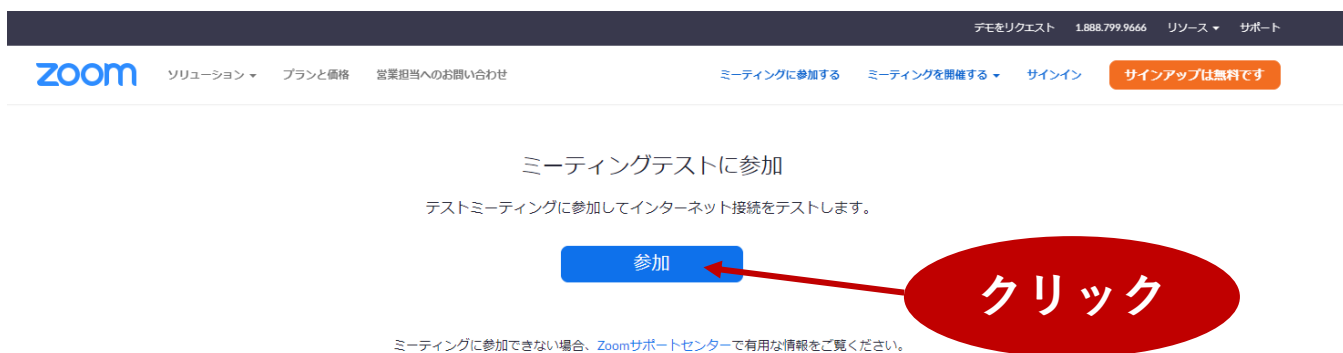 デモをリクエスト 1.888.799.9666 リソース サポート
zoom ソリューション プランと価格 営業担当へのお問い合わせ ミーティングに参加する ミーティングを開催する サインイン サインアップは無料です
ミーティングテストに参加
テストミーティングに参加してインターネット接続をテストします。
参加
クリック
ミーティングに参加できない場合、Zoomサポートセンターで有用な情報をご覧ください。